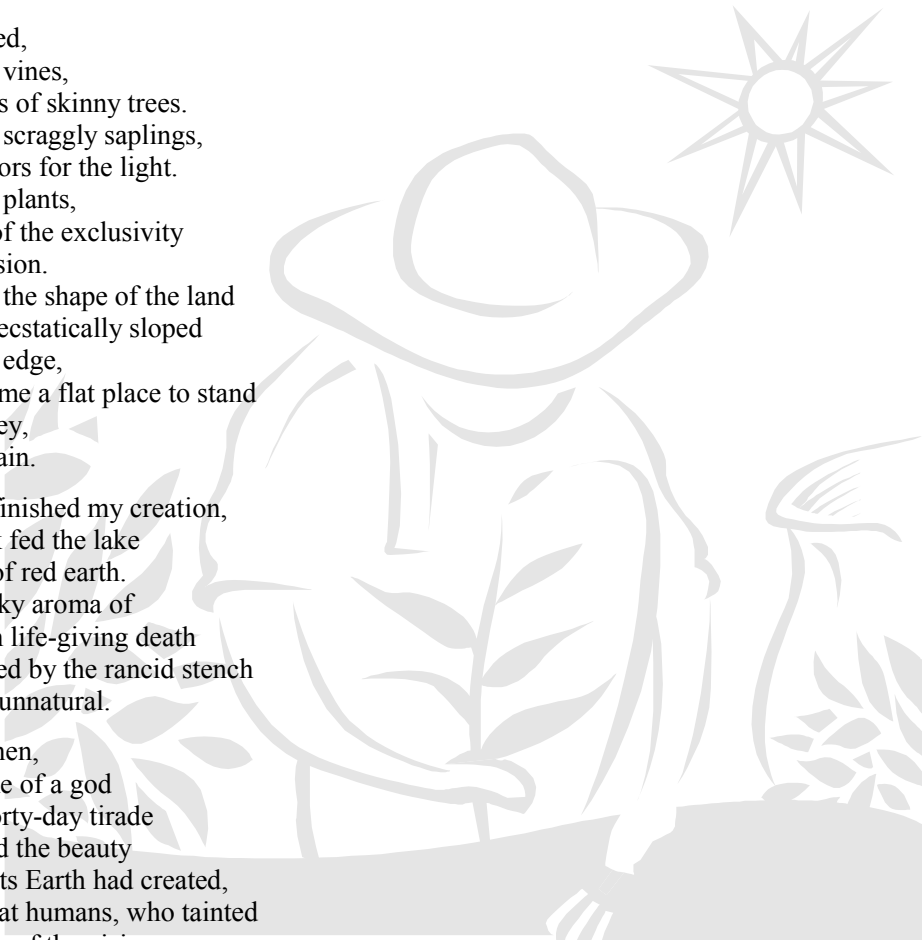 ed,
vines,
s of skinny trees.
scraggly saplings,
ors for the light.
plants,
of the exclusivity
sion.
the shape of the land
ecstatically sloped
edge,
me a flat place to stand
ey,
ain.
finished my creation,
fed the lake
of red earth.
ky aroma of
life-giving death
ed by the rancid stench
unnatural.
hen,
e of a god
orty-day tirade
d the beauty
ts Earth had created,
at humans, who tainted